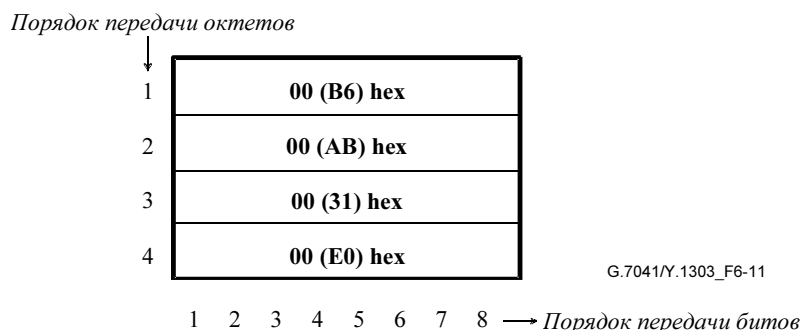 Порядок передачи октетов
1 00 (B6) hex
2 00 (AB) hex
3 00 (31) hex
4 00 (E0) hex
G.7041/Y.1303_F6-11
1 2 3 4 5 6 7 8 Порядок передачи битов